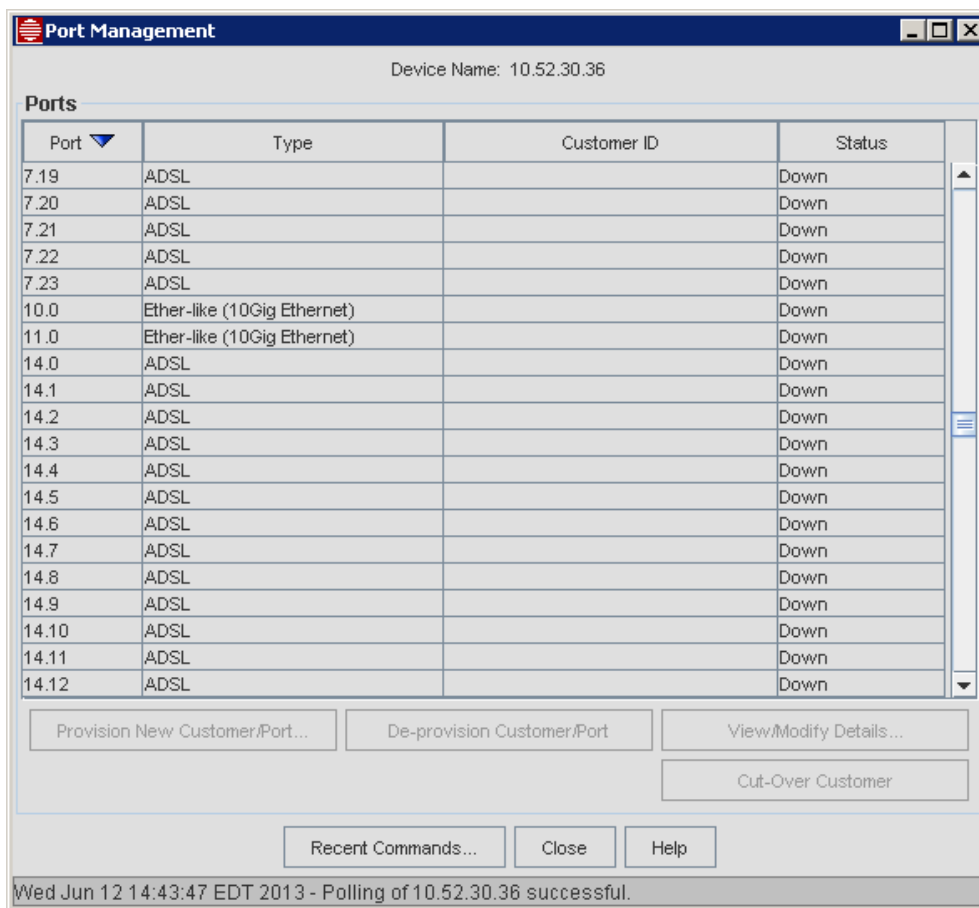 Port Management
Device Name: 10.52.30.36
Ports
Port Type Customer ID Status
7.19 ADSL Down
7.20 ADSL Down
7.21 ADSL Down
7.22 ADSL Down
7.23 ADSL Down
10.0 Ether-like (10Gig Ethernet) Down
11.0 Ether-like (10Gig Ethernet) Down
14.0 ADSL Down
14.1 ADSL Down
14.2 ADSL Down
14.3 ADSL Down
14.4 ADSL Down
14.5 ADSL Down
14.6 ADSL Down
14.7 ADSL Down
14.8 ADSL Down
14.9 ADSL Down
14.10 ADSL Down
14.11 ADSL Down
14.12 ADSL Down
Provision New Customer/Port... De-provision Customer/Port View/Modify Details...
Cut-Over Customer
Recent Commands... Close Help
Wed Jun 12 14:43:47 EDT 2013 - Polling of 10.52.30.36 successful.